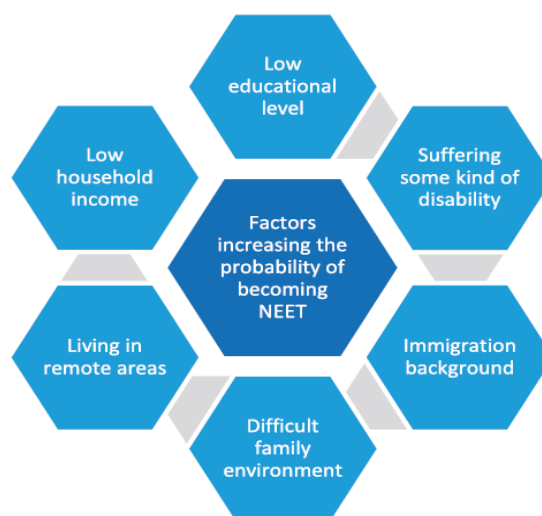 Low
educational
level
Suffering
some kind of
disability
Immigration
background
Difficult
family
environment
Living in
remote areas
Low
household
income
Factors
increasing the
probability of
becoming
NEET